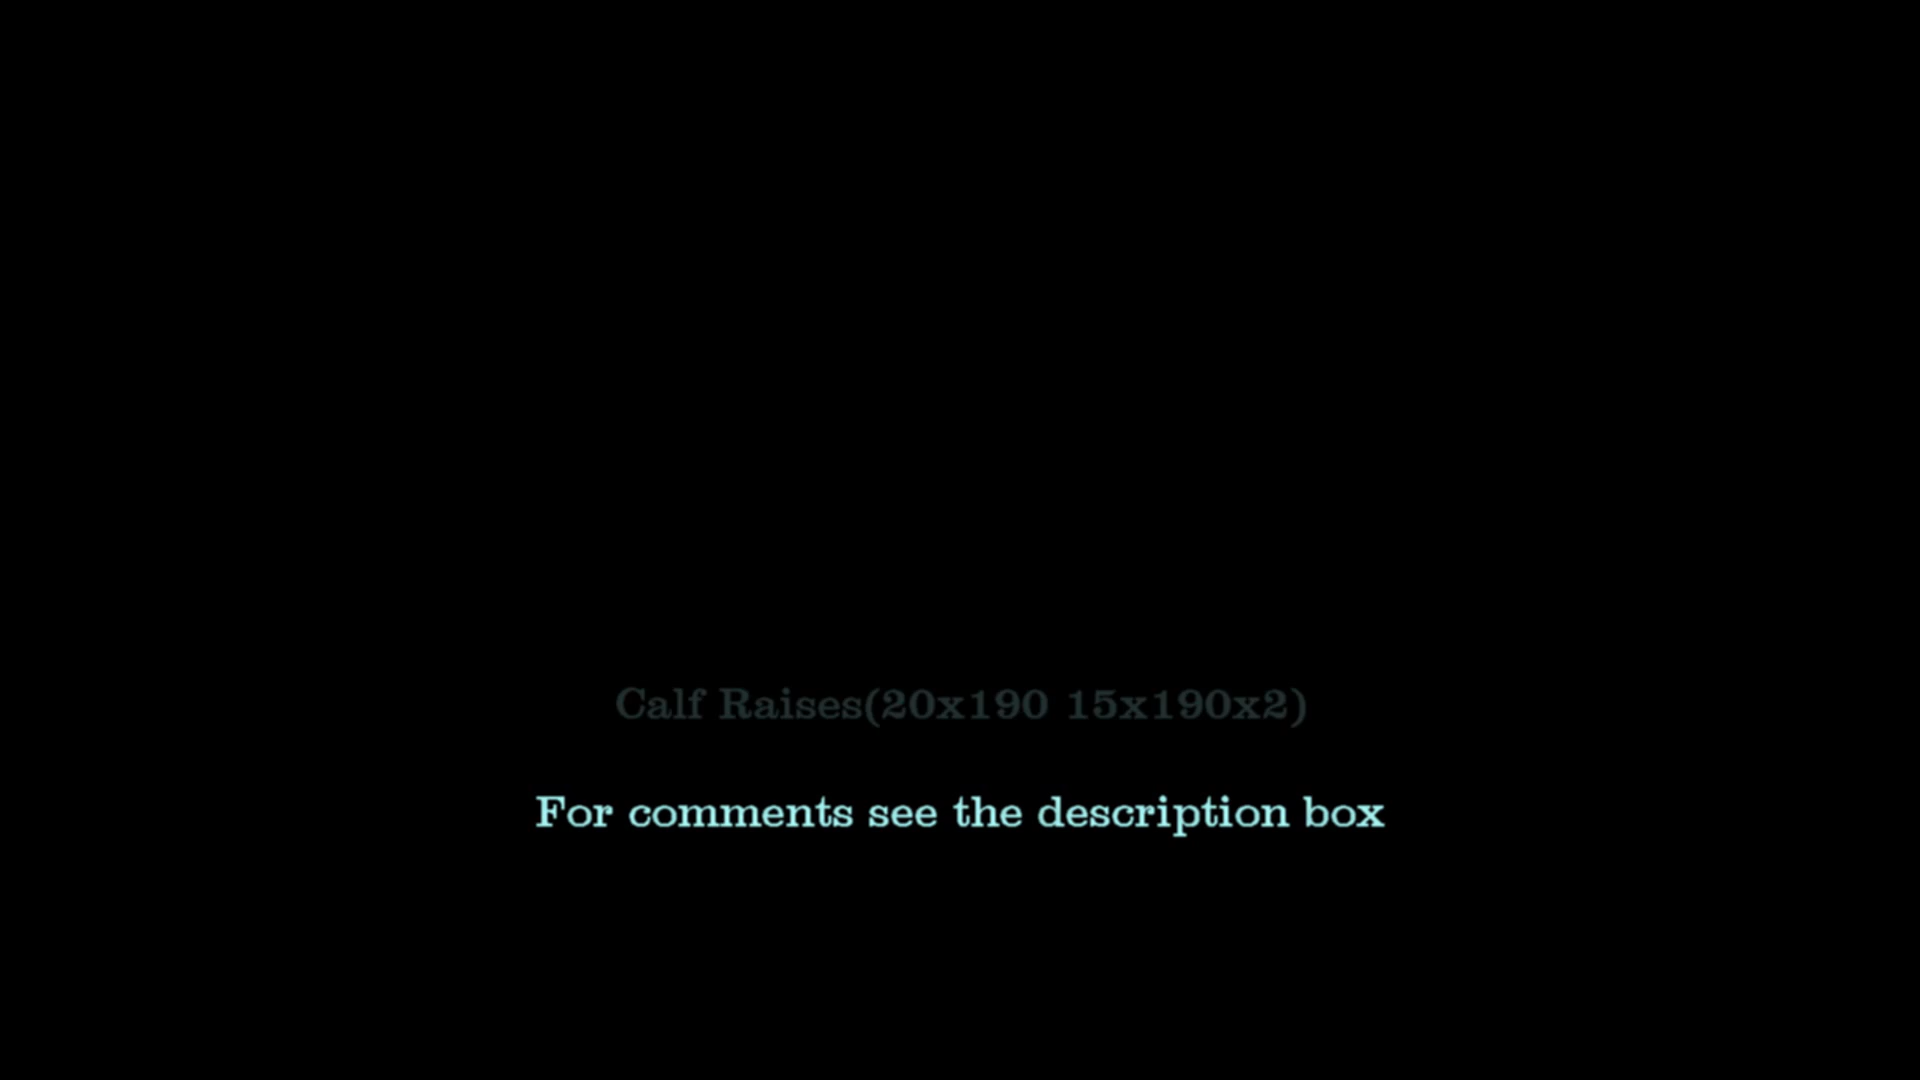 Calf Raises(20x190 15x190x2)
For comments see the description box